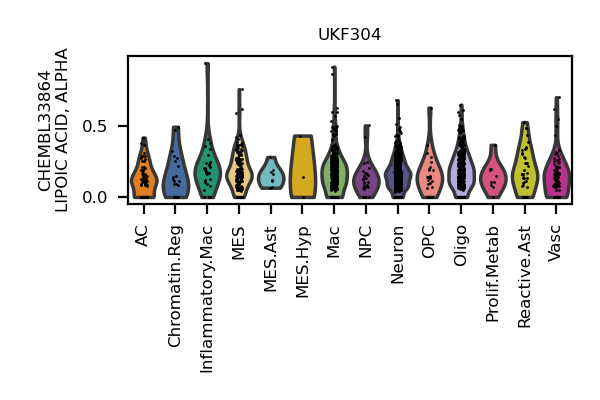 UKF304
CHEMBL33864
LIPOIC ACID, ALPHA
0.5
0.0
AC
Chromatin.Reg
Inflammatory.Mac
MES
MES.Ast
MES.Hyp
Mac
NPC
Neuron
OPC
Oligo
Prolif.Metab
Reactive.Ast
Vasc